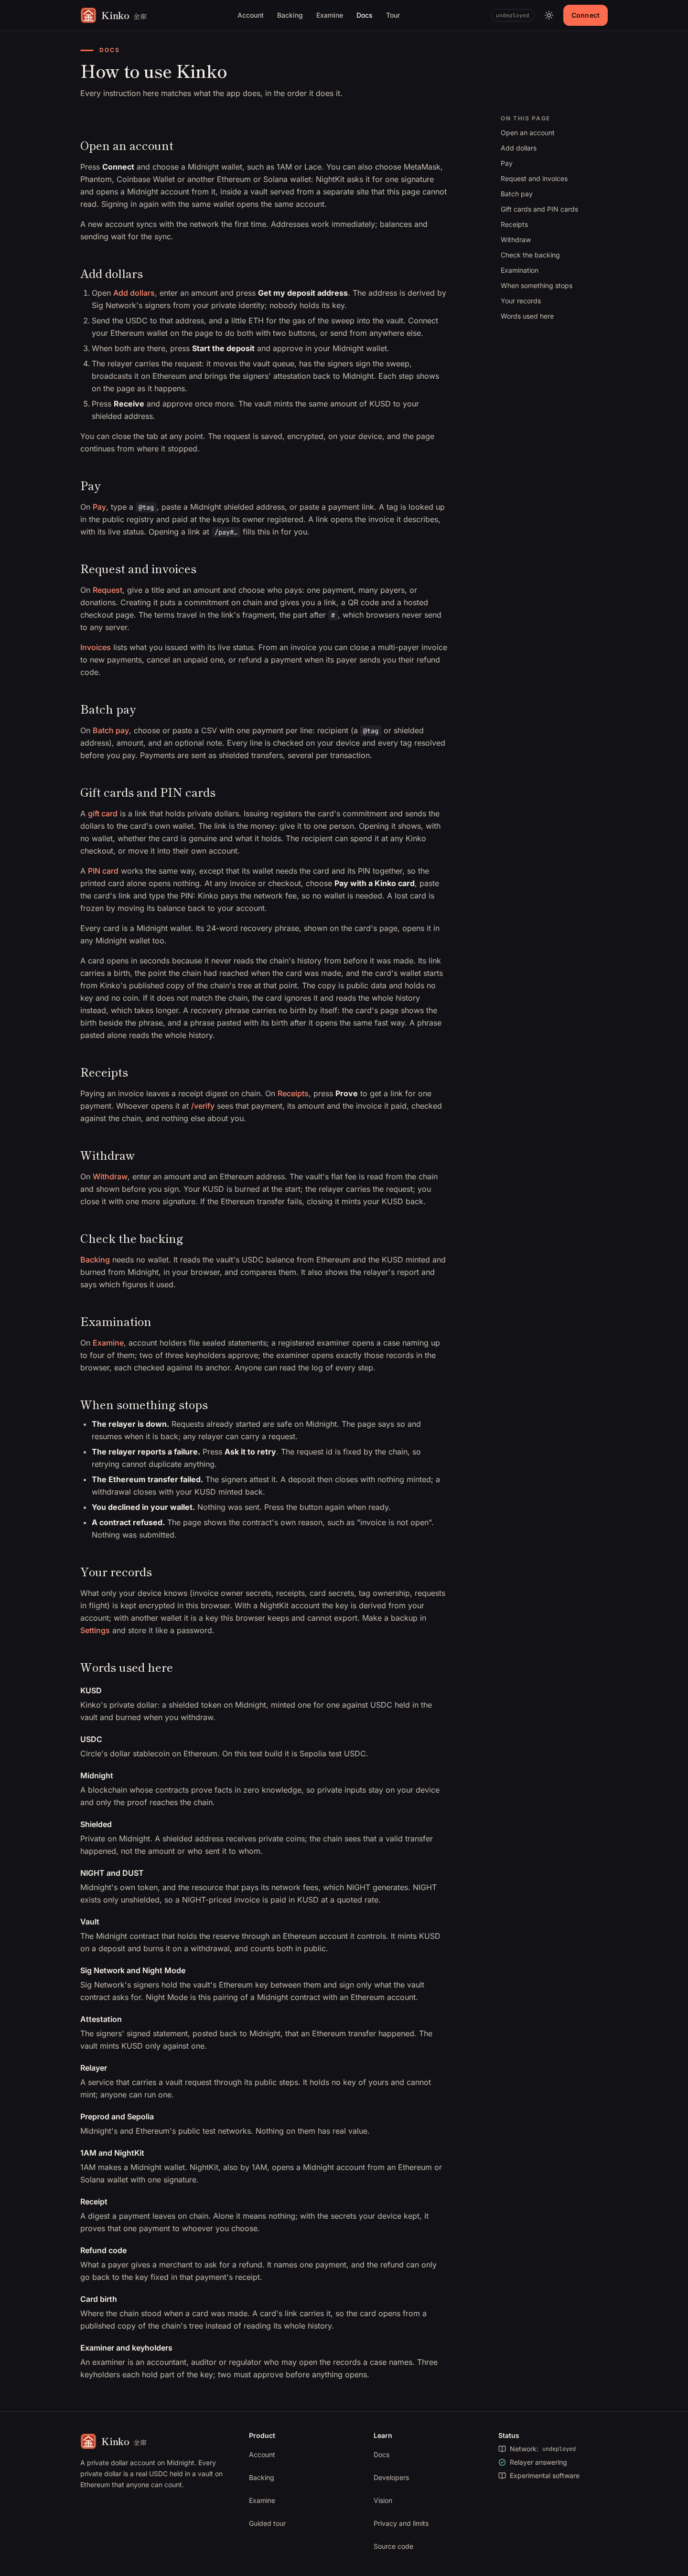 Kinko 金庫
Account
Backing
Examine
Docs
Tour
undeployed
Connect
DOCS
How to use Kinko
Every instruction here matches what the app does, in the order it does it.
ON THIS PAGE
Open an account
Add dollars
Pay
Request and invoices
Batch pay
Gift cards and PIN cards
Receipts
Withdraw
Check the backing
Examination
When something stops
Your records
Words used here
Open an account
Press Connect and choose a Midnight wallet, such as 1AM or Lace. You can also choose MetaMask,
Phantom, Coinbase Wallet or another Ethereum or Solana wallet: NightKit asks it for one signature
and opens a Midnight account from it, inside a vault served from a separate site that this page cannot
read. Signing in again with the same wallet opens the same account.
A new account syncs with the network the first time. Addresses work immediately; balances and
sending wait for the sync.
Add dollars
1. Open Add dollars, enter an amount and press Get my deposit address. The address is derived by
Sig Network's signers from your private identity; nobody holds its key.
2. Send the USDC to that address, and a little ETH for the gas of the sweep into the vault. Connect
your Ethereum wallet on the page to do both with two buttons, or send from anywhere else.
3. When both are there, press Start the deposit and approve in your Midnight wallet.
4. The relayer carries the request: it moves the vault queue, has the signers sign the sweep,
broadcasts it on Ethereum and brings the signers' attestation back to Midnight. Each step shows
on the page as it happens.
5. Press Receive and approve once more. The vault mints the same amount of KUSD to your
shielded address.
You can close the tab at any point. The request is saved, encrypted, on your device, and the page
continues from where it stopped.
Pay
On Pay, type a @tag, paste a Midnight shielded address, or paste a payment link. A tag is looked up
in the public registry and paid at the keys its owner registered. A link opens the invoice it describes,
with its live status. Opening a link at /pay#… fills this in for you.
Request and invoices
On Request, give a title and an amount and choose who pays: one payment, many payers, or
donations. Creating it puts a commitment on chain and gives you a link, a QR code and a hosted
checkout page. The terms travel in the link's fragment, the part after #, which browsers never send
to any server.
Invoices lists what you issued with its live status. From an invoice you can close a multi-payer invoice
to new payments, cancel an unpaid one, or refund a payment when its payer sends you their refund
code.
Batch pay
On Batch pay, choose or paste a CSV with one payment per line: recipient (a @tag or shielded
address), amount, and an optional note. Every line is checked on your device and every tag resolved
before you pay. Payments are sent as shielded transfers, several per transaction.
Gift cards and PIN cards
A gift card is a link that holds private dollars. Issuing registers the card's commitment and sends the
dollars to the card's own wallet. The link is the money: give it to one person. Opening it shows, with
no wallet, whether the card is genuine and what it holds. The recipient can spend it at any Kinko
checkout, or move it into their own account.
A PIN card works the same way, except that its wallet needs the card and its PIN together, so the
printed card alone opens nothing. At any invoice or checkout, choose Pay with a Kinko card, paste
the card's link and type the PIN: Kinko pays the network fee, so no wallet is needed. A lost card is
frozen by moving its balance back to your account.
Every card is a Midnight wallet. Its 24-word recovery phrase, shown on the card's page, opens it in
any Midnight wallet too.
A card opens in seconds because it never reads the chain's history from before it was made. Its link
carries a birth, the point the chain had reached when the card was made, and the card's wallet starts
from Kinko's published copy of the chain's tree at that point. The copy is public data and holds no
key and no coin. If it does not match the chain, the card ignores it and reads the whole history
instead, which takes longer. A recovery phrase carries no birth by itself: the card's page shows the
birth beside the phrase, and a phrase pasted with its birth after it opens the same fast way. A phrase
pasted alone reads the whole history.
Receipts
Paying an invoice leaves a receipt digest on chain. On Receipts, press Prove to get a link for one
payment. Whoever opens it at /verify sees that payment, its amount and the invoice it paid, checked
against the chain, and nothing else about you.
Withdraw
On Withdraw, enter an amount and an Ethereum address. The vault's flat fee is read from the chain
and shown before you sign. Your KUSD is burned at the start; the relayer carries the request; you
close it with one more signature. If the Ethereum transfer fails, closing it mints your KUSD back.
Check the backing
Backing needs no wallet. It reads the vault's USDC balance from Ethereum and the KUSD minted and
burned from Midnight, in your browser, and compares them. It also shows the relayer's report and
says which figures it used.
Examination
On Examine, account holders file sealed statements; a registered examiner opens a case naming up
to four of them; two of three keyholders approve; the examiner opens exactly those records in the
browser, each checked against its anchor. Anyone can read the log of every step.
When something stops
• The relayer is down. Requests already started are safe on Midnight. The page says so and
resumes when it is back; any relayer can carry a request.
• The relayer reports a failure. Press Ask it to retry. The request id is fixed by the chain, so
retrying cannot duplicate anything.
• The Ethereum transfer failed. The signers attest it. A deposit then closes with nothing minted; a
withdrawal closes with your KUSD minted back.
• You declined in your wallet. Nothing was sent. Press the button again when ready.
• A contract refused. The page shows the contract's own reason, such as "invoice is not open".
Nothing was submitted.
Your records
What only your device knows (invoice owner secrets, receipts, card secrets, tag ownership, requests
in flight) is kept encrypted in this browser. With a NightKit account the key is derived from your
account; with another wallet it is a key this browser keeps and cannot export. Make a backup in
Settings and store it like a password.
Words used here
KUSD
Kinko's private dollar: a shielded token on Midnight, minted one for one against USDC held in the
vault and burned when you withdraw.
USDC
Circle's dollar stablecoin on Ethereum. On this test build it is Sepolia test USDC.
Midnight
A blockchain whose contracts prove facts in zero knowledge, so private inputs stay on your device
and only the proof reaches the chain.
Shielded
Private on Midnight. A shielded address receives private coins; the chain sees that a valid transfer
happened, not the amount or who sent it to whom.
NIGHT and DUST
Midnight's own token, and the resource that pays its network fees, which NIGHT generates. NIGHT
exists only unshielded, so a NIGHT-priced invoice is paid in KUSD at a quoted rate.
Vault
The Midnight contract that holds the reserve through an Ethereum account it controls. It mints KUSD
on a deposit and burns it on a withdrawal, and counts both in public.
Sig Network and Night Mode
Sig Network's signers hold the vault's Ethereum key between them and sign only what the vault
contract asks for. Night Mode is this pairing of a Midnight contract with an Ethereum account.
Attestation
The signers' signed statement, posted back to Midnight, that an Ethereum transfer happened. The
vault mints KUSD only against one.
Relayer
A service that carries a vault request through its public steps. It holds no key of yours and cannot
mint; anyone can run one.
Preprod and Sepolia
Midnight's and Ethereum's public test networks. Nothing on them has real value.
1AM and NightKit
1AM makes a Midnight wallet. NightKit, also by 1AM, opens a Midnight account from an Ethereum or
Solana wallet with one signature.
Receipt
A digest a payment leaves on chain. Alone it means nothing; with the secrets your device kept, it
proves that one payment to whoever you choose.
Refund code
What a payer gives a merchant to ask for a refund. It names one payment, and the refund can only
go back to the key fixed in that payment's receipt.
Card birth
Where the chain stood when a card was made. A card's link carries it, so the card opens from a
published copy of the chain's tree instead of reading its whole history.
Examiner and keyholders
An examiner is an accountant, auditor or regulator who may open the records a case names. Three
keyholders each hold part of the key; two must approve before anything opens.
Kinko 金庫
A private dollar account on Midnight. Every
private dollar is a real USDC held in a vault on
Ethereum that anyone can count.
Product
Account
Backing
Examine
Guided tour
Learn
Docs
Developers
Vision
Privacy and limits
Source code
Status
Network: undeployed
Relayer answering
Experimental software